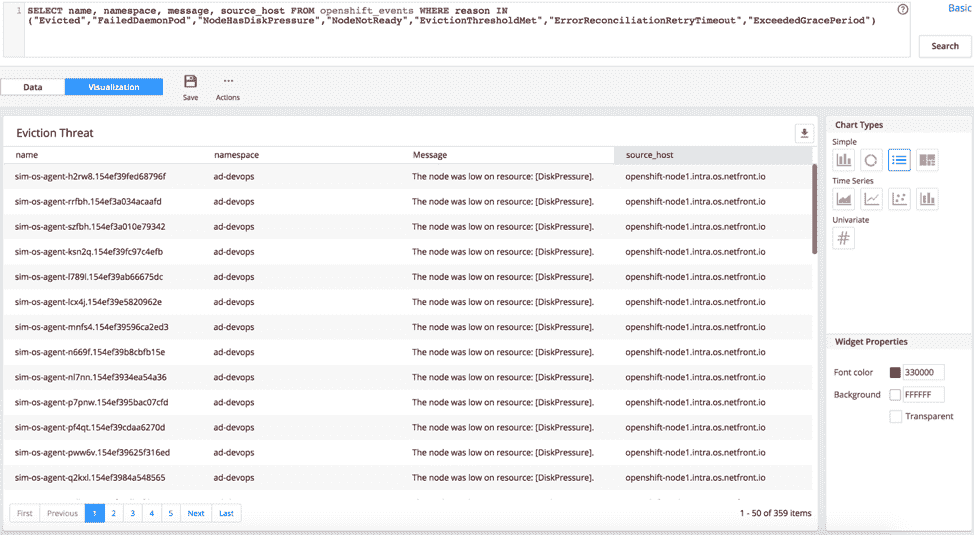 1 SELECT name, namespace, message, source_host FROM openshift_events WHERE reason IN
("Evicted","FailedDaemonPod","NodeHasDiskPressure","NodeNotReady","EvictionThresholdMet","ErrorReconciliationRetryTimeout","ExceededGracePeriod")
?
Basic
Search
Data Visualization Save Actions
Eviction Threat
name namespace Message source_host
sim-os-agent-h2rw8.154ef39fed68796f ad-devops The node was low on resource: [DiskPressure]. openshift-node1.intra.os.netfront.io
sim-os-agent-rrfbh.154ef3a034acaafd ad-devops The node was low on resource: [DiskPressure]. openshift-node1.intra.os.netfront.io
sim-os-agent-szfbh.154ef3a010e79342 ad-devops The node was low on resource: [DiskPressure]. openshift-node1.intra.os.netfront.io
sim-os-agent-ksn2q.154ef39fc97c4efb ad-devops The node was low on resource: [DiskPressure]. openshift-node1.intra.os.netfront.io
sim-os-agent-l789l.154ef39ab66675dc ad-devops The node was low on resource: [DiskPressure]. openshift-node1.intra.os.netfront.io
sim-os-agent-lcx4j.154ef39e5820962e ad-devops The node was low on resource: [DiskPressure]. openshift-node1.intra.os.netfront.io
sim-os-agent-mnfs4.154ef39596ca2ed3 ad-devops The node was low on resource: [DiskPressure]. openshift-node1.intra.os.netfront.io
sim-os-agent-n669f.154ef39b8cbfb15e ad-devops The node was low on resource: [DiskPressure]. openshift-node1.intra.os.netfront.io
sim-os-agent-nl7nn.154ef3934ea54a36 ad-devops The node was low on resource: [DiskPressure]. openshift-node1.intra.os.netfront.io
sim-os-agent-p7pnw.154ef395bac07cfd ad-devops The node was low on resource: [DiskPressure]. openshift-node1.intra.os.netfront.io
sim-os-agent-pf4qt.154ef39cdaa6270d ad-devops The node was low on resource: [DiskPressure]. openshift-node1.intra.os.netfront.io
sim-os-agent-pww6v.154ef39625f316ed ad-devops The node was low on resource: [DiskPressure]. openshift-node1.intra.os.netfront.io
sim-os-agent-q2kxl.154ef3984a548565 ad-devops The node was low on resource: [DiskPressure]. openshift-node1.intra.os.netfront.io
First Previous 1 2 3 4 5 Next Last 1 - 50 of 359 items
Chart Types
Simple
Time Series
Univariate
#
Widget Properties
Font color 330000
Background FFFFFF
Transparent